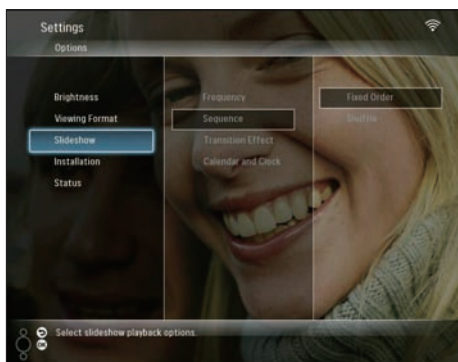 Settings
Options
Brightness
Viewing Format
Slideshow
Installation
Status
Frequency
Sequence
Transition Effect
Calendar and Clock
Fixed Order
Shuffle
Select slideshow playback options.
OK